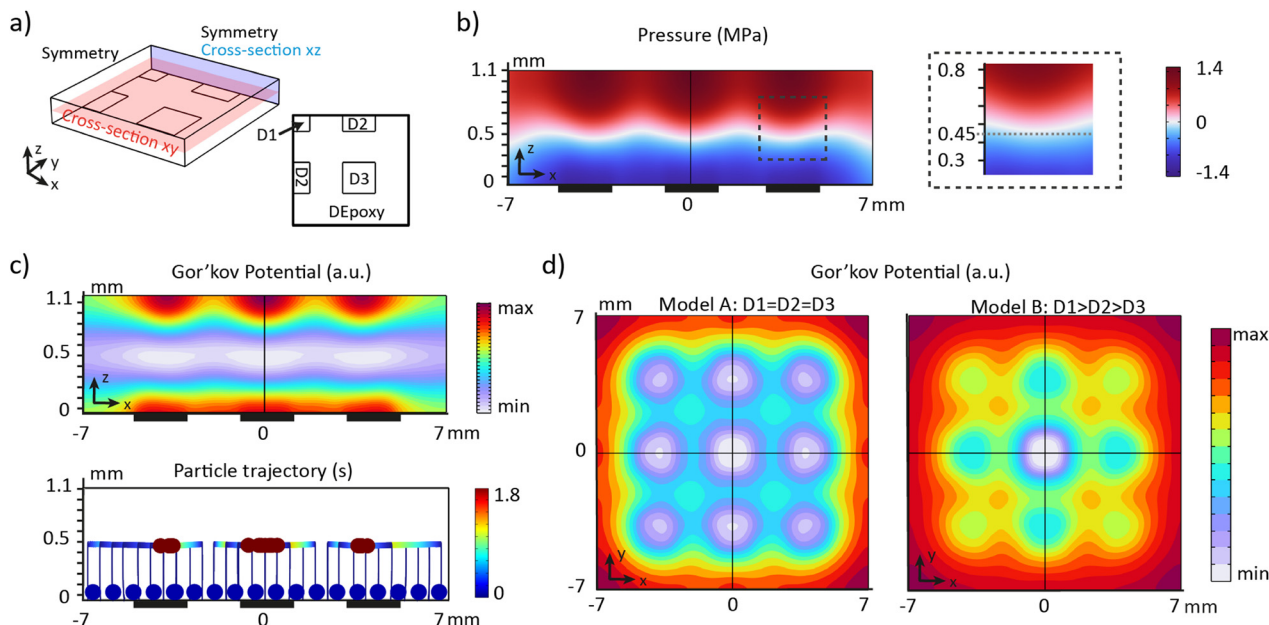 a)
Symmetry
Symmetry
Cross-section xz
Cross-section xy
z
y
x
D1
D2
D2
D3
DEpoxy
b)
Pressure (MPa)
mm
1.1
0.5
0
z
x
-7
0
7 mm
0.8
0.45
0.3
1.4
0
-1.4
c)
Gor'kov Potential (a.u.)
mm
1.1
0.5
0
z
x
-7
0
7 mm
max
min
Particle trajectory (s)
mm
1.1
0.5
0
-7
0
7 mm
1.8
0
d)
Gor'kov Potential (a.u.)
mm
Model A: D1=D2=D3
7
0
-7
y
x
-7
0
7
Model B: D1>D2>D3
y
x
-7
0
7 mm
max
min